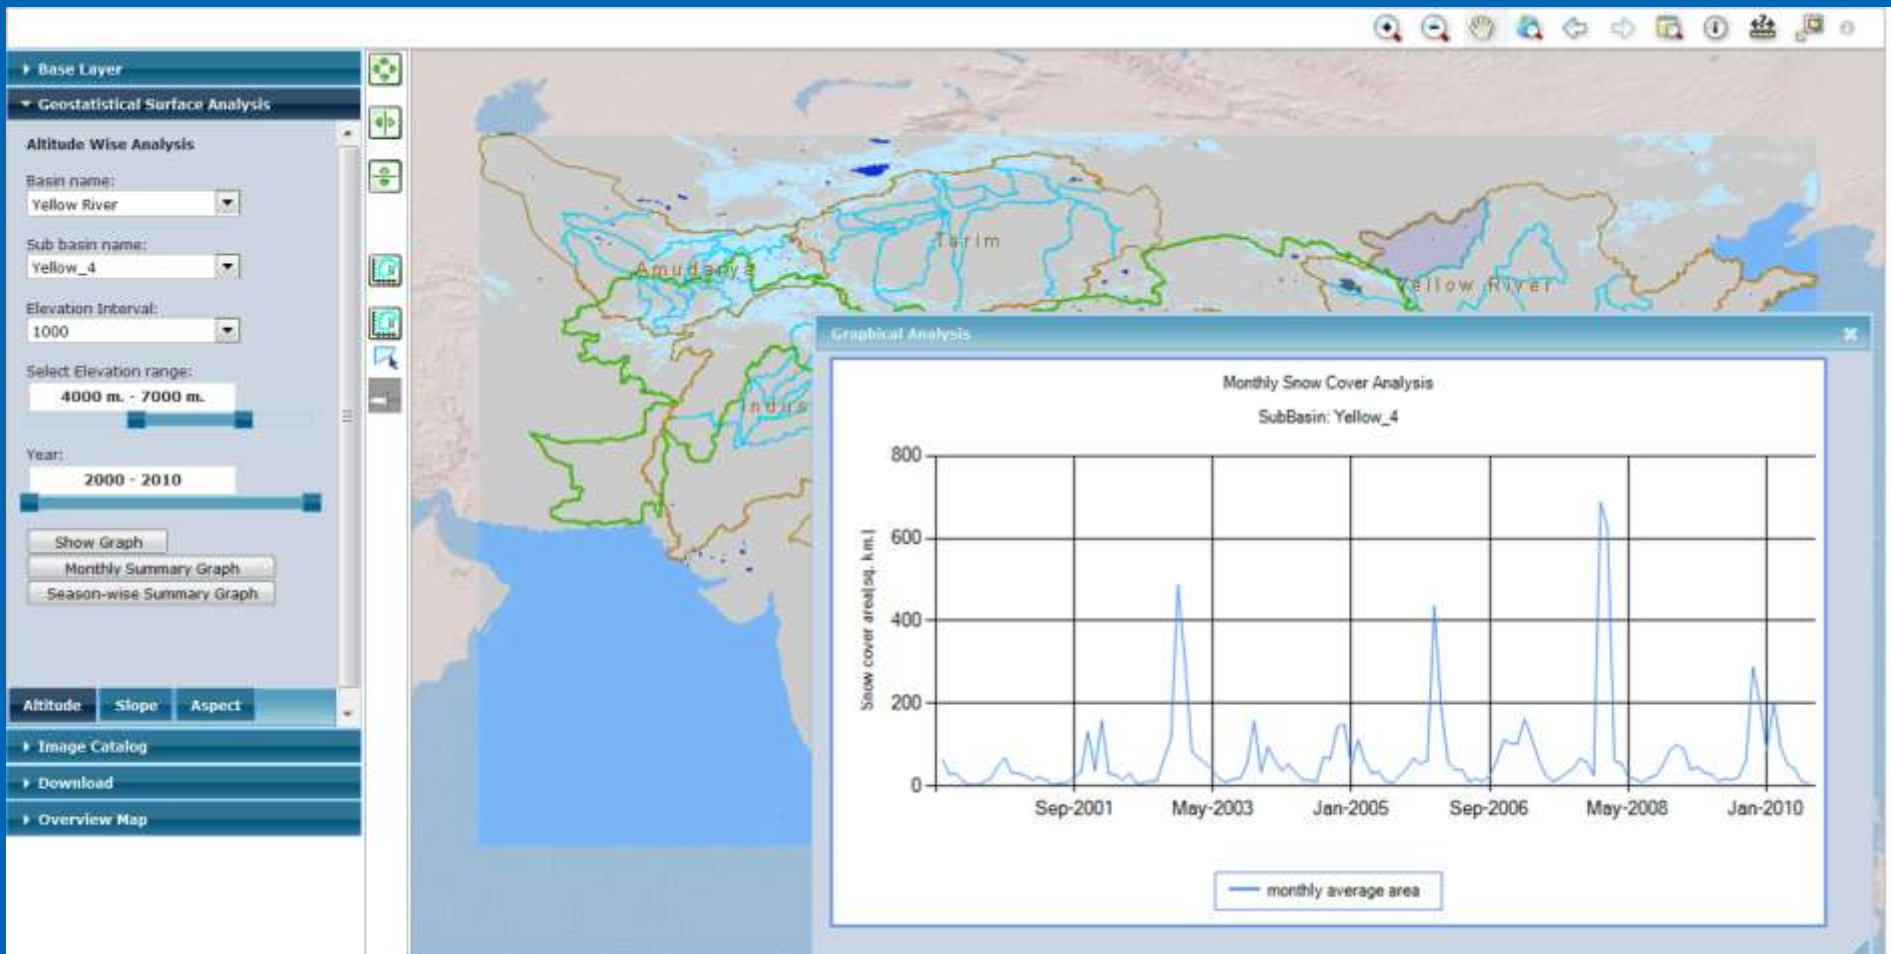 Base Layer
Geostatistical Surface Analysis
Altitude Wise Analysis
Basin name:
Yellow River
Sub basin name:
Yellow_4
Elevation Interval:
1000
Select Elevation range:
4000 m. - 7000 m.
Year:
2000 - 2010
Show Graph
Monthly Summary Graph
Season-wise Summary Graph
Altitude Slope Aspect
Image Catalog
Download
Overview Map
Tarim
Amudarya
Yellow River
Indus
Graphical Analysis
Monthly Snow Cover Analysis
SubBasin: Yellow_4
Snow cover area[sq. km.]
800
600
400
200
0
Sep-2001 May-2003 Jan-2005 Sep-2006 May-2008 Jan-2010
monthly average area